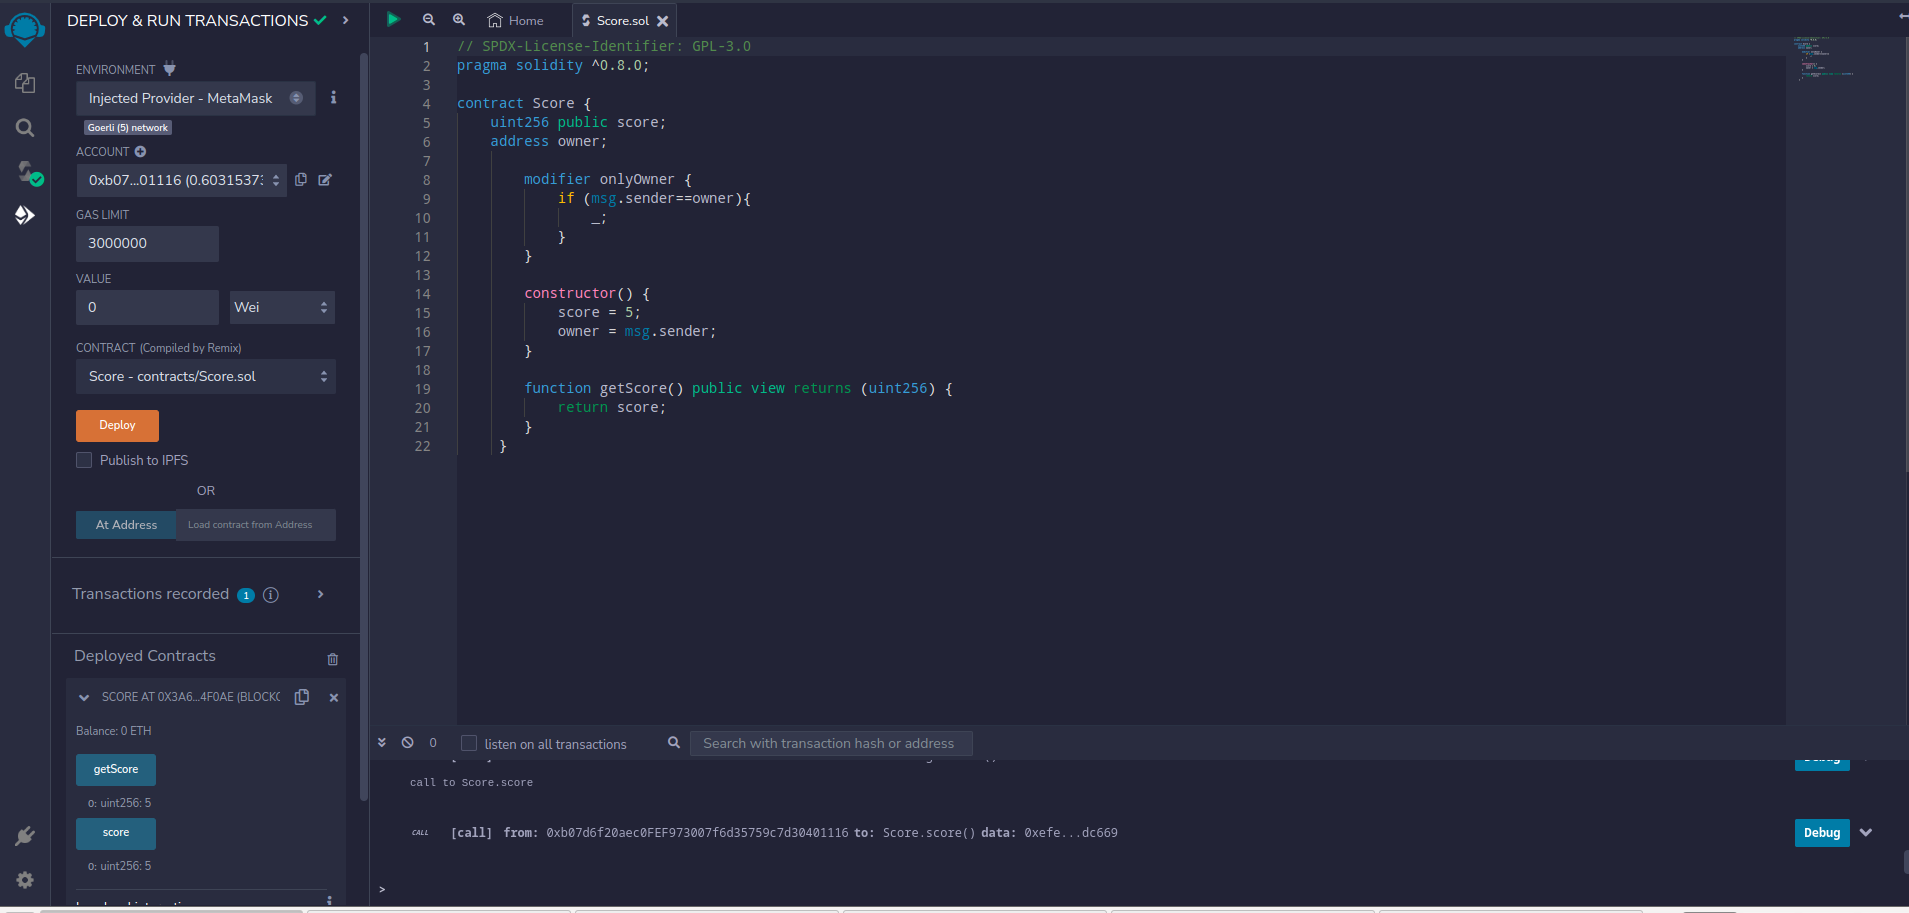 DEPLOY & RUN TRANSACTIONS
ENVIRONMENT
Injected Provider - MetaMask
Goerli (5) network
ACCOUNT
0xb07...01116 (0.6031537
GAS LIMIT
3000000
VALUE
0
Wei
CONTRACT (Compiled by Remix)
Score - contracts/Score.sol
Deploy
Publish to IPFS
OR
At Address
Load contract from Address
Transactions recorded 1
Deployed Contracts
SCORE AT 0X3A6...4F0AE
Balance: 0 ETH
getScore
0: uint256: 5
score
0: uint256: 5
Home
Score.sol
1 // SPDX-License-Identifier: GPL-3.0
2 pragma solidity ^0.8.0;
3
4 contract Score {
5 uint256 public score;
6 address owner;
7
8 modifier onlyOwner {
9 if (msg.sender==owner){
10 _;
11 }
12 }
13
14 constructor() {
15 score = 5;
16 owner = msg.sender;
17 }
18
19 function getScore() public view returns (uint256) {
20 return score;
21 }
22 }
0
listen on all transactions
Search with transaction hash or address
call to Score.score
CALL [call] from: 0xb07d6f20aec0FEF973007f6d35759c7d30401116 to: Score.score() data: 0xefe...dc669
Debug
>